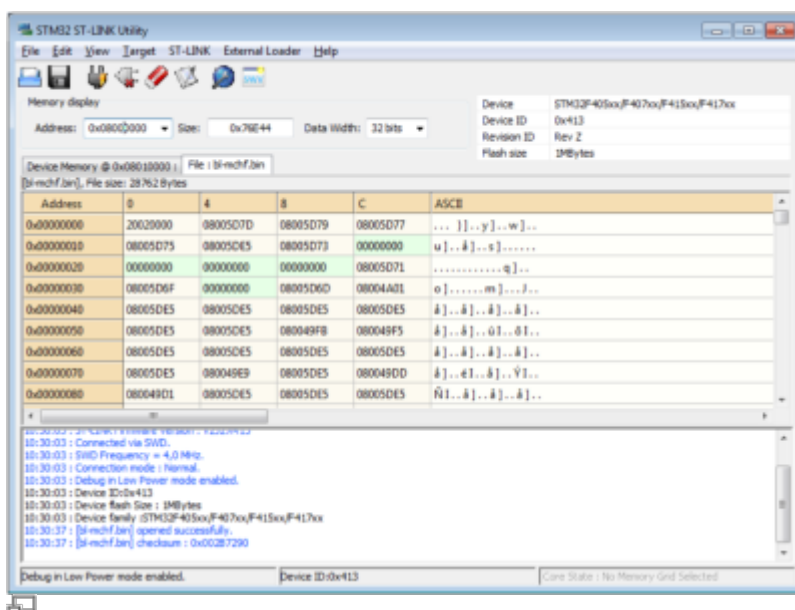 STM32 ST-LINK Utility
File Edit View Target ST-LINK External Loader Help
Memory display
Address: 0x08000000 Size: 0x76E44 Data Width: 32 bits
Device STM32F405xx/F407xx/F415xx/F417xx
Device ID 0x413
Revision ID Rev Z
Flash size 1MBytes
Device Memory @ 0x08010000 : File : bl-mchf.bin
[bl-mchf.bin], File size: 28762 Bytes
Address 0 4 8 C ASCII
0x00000000 20020000 08005D7D 08005D79 08005D77 ... }]..y]..w]..
0x00000010 08005D75 08005DE5 08005D73 00000000 u]..å]..s]......
0x00000020 00000000 00000000 00000000 08005D71 ............q]..
0x00000030 08005D6F 00000000 08005D6D 08004A01 o]......m]...J..
0x00000040 08005DE5 08005DE5 08005DE5 08005DE5 å]..å]..å]..å]..
0x00000050 08005DE5 08005DE5 080049FB 080049F5 å]..å]..ûI..õI..
0x00000060 08005DE5 08005DE5 08005DE5 08005DE5 å]..å]..å]..å]..
0x00000070 08005DE5 080049E9 08005DE5 080049DD å]..éI..å]..ÝI..
0x00000080 080049D1 08005DE5 08005DE5 08005DE5 ÑI..å]..å]..å]..
10:30:03 : Connected via SWD.
10:30:03 : SWD Frequency = 4,0 MHz.
10:30:03 : Connection mode : Normal.
10:30:03 : Debug in Low Power mode enabled.
10:30:03 : Device ID:0x413
10:30:03 : Device flash Size : 1MBytes
10:30:03 : Device family :STM32F405xx/F407xx/F415xx/F417xx
10:30:37 : [bl-mchf.bin] opened successfully.
10:30:37 : [bl-mchf.bin] checksum : 0x002B7290
Debug in Low Power mode enabled. Device ID:0x413 Core State : No Memory Grid Selected